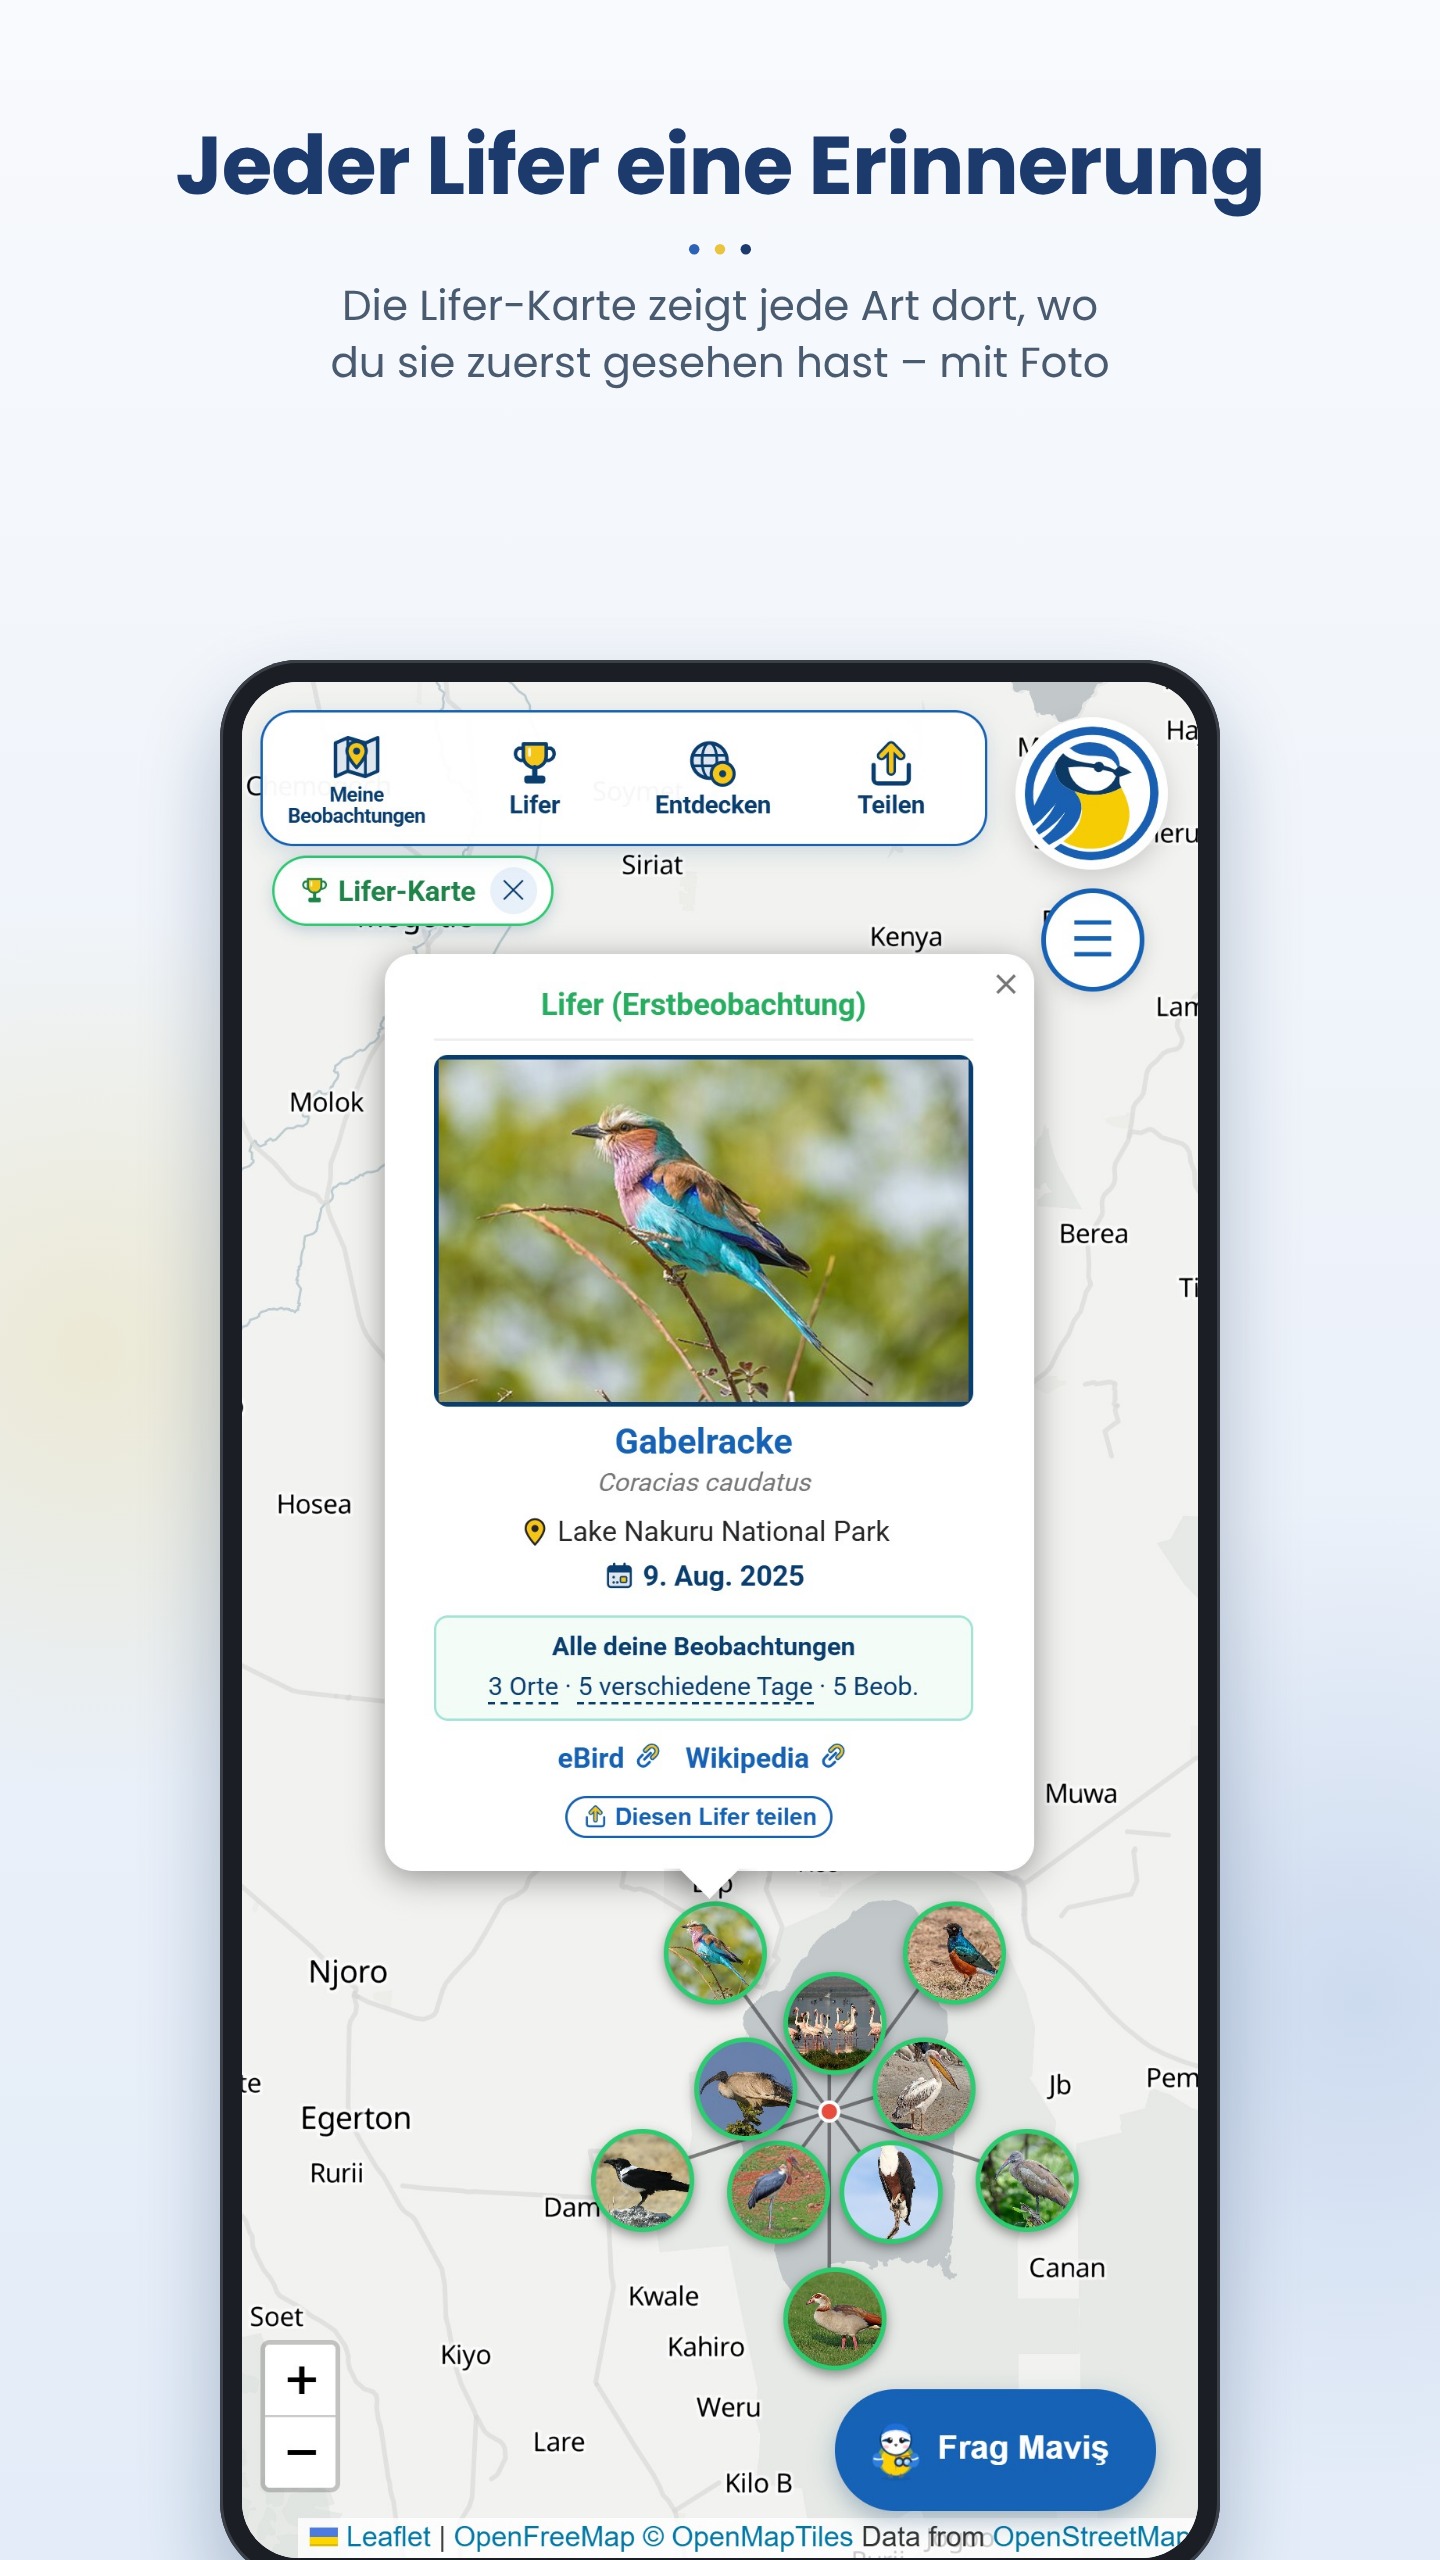 Jeder Lifer eine Erinnerung
Die Lifer-Karte zeigt jede Art dort, wo
du sie zuerst gesehen hast – mit Foto
Meine
Beobachtungen
Lifer
Entdecken
Teilen
Siriat
Lifer-Karte
Kenya
Lifer (Erstbeobachtung)
Molok
Berea
Gabelracke
Coracias caudatus
Hosea
Lake Nakuru National Park
9. Aug. 2025
Alle deine Beobachtungen
3 Orte · 5 verschiedene Tage · 5 Beob.
eBird Wikipedia
Muwa
Diesen Lifer teilen
Njoro
Jb
Egerton
Rurii
Canan
Kwale
Soet
Kahiro
Kiyo
Weru
Lare
Kilo B
+
−
Frag Maviş
Leaflet | OpenFreeMap © OpenMapTiles Data from OpenStreetMap